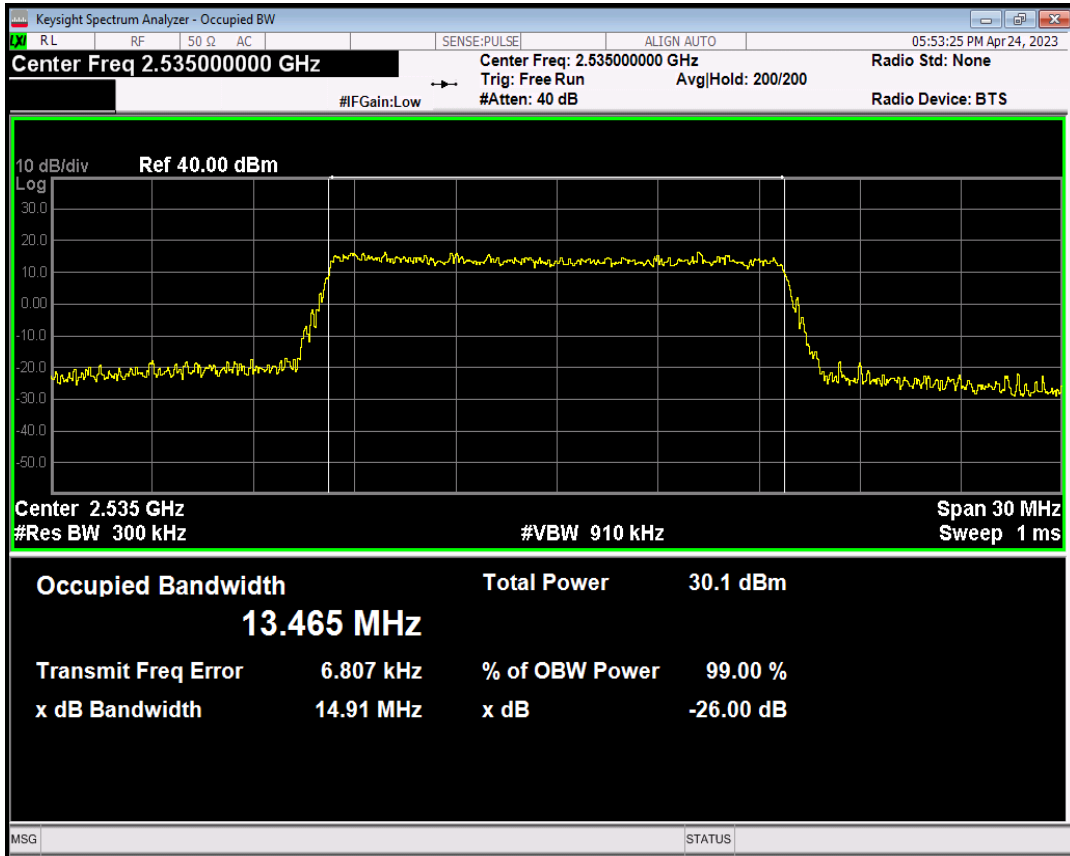 Keysight Spectrum Analyzer - Occupied BW
LXI RL RF 50 Ω AC SENSE:PULSE ALIGN AUTO 05:53:25 PM Apr 24, 2023
Center Freq 2.535000000 GHz Center Freq: 2.535000000 GHz Radio Std: None
Trig: Free Run Avg|Hold: 200/200
#IFGain:Low #Atten: 40 dB Radio Device: BTS
10 dB/div Ref 40.00 dBm
Log
30.0
20.0
10.0
0.00
-10.0
-20.0
-30.0
-40.0
-50.0
Center 2.535 GHz Span 30 MHz
#Res BW 300 kHz #VBW 910 kHz Sweep 1 ms
Occupied Bandwidth Total Power 30.1 dBm
13.465 MHz
Transmit Freq Error 6.807 kHz % of OBW Power 99.00 %
x dB Bandwidth 14.91 MHz x dB -26.00 dB
MSG STATUS